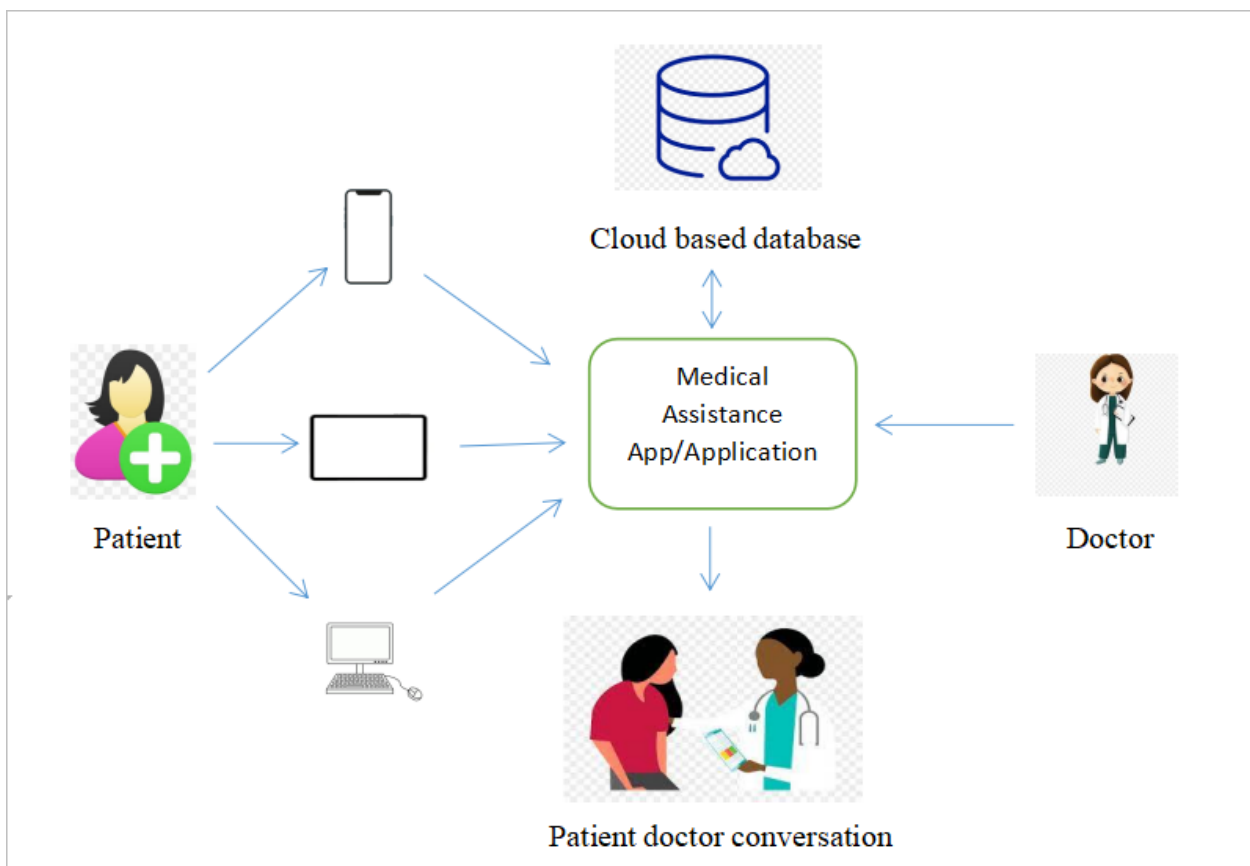 Cloud based database
Medical
Assistance
App/Application
Patient
Doctor
Patient doctor conversation